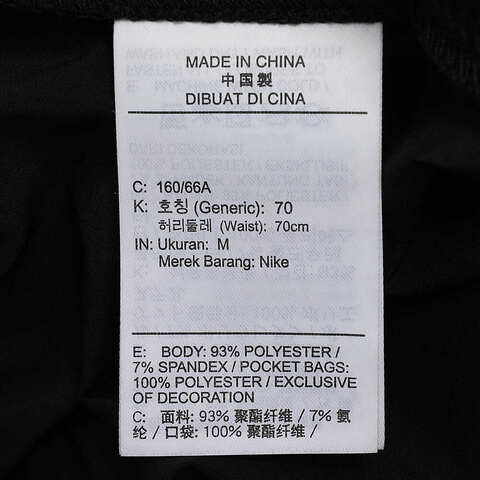 MADE IN CHINA
中国製
DIBUAT DI CINA
C: 160/66A
K: 호칭 (Generic): 70
허리둘레 (Waist): 70cm
IN: Ukuran: M
Merek Barang: Nike
E: BODY: 93% POLYESTER /
7% SPANDEX / POCKET BAGS:
100% POLYESTER / EXCLUSIVE
OF DECORATION
C: 面料: 93% 聚酯纤维 / 7% 氨
纶 / 口袋: 100% 聚酯纤维 /